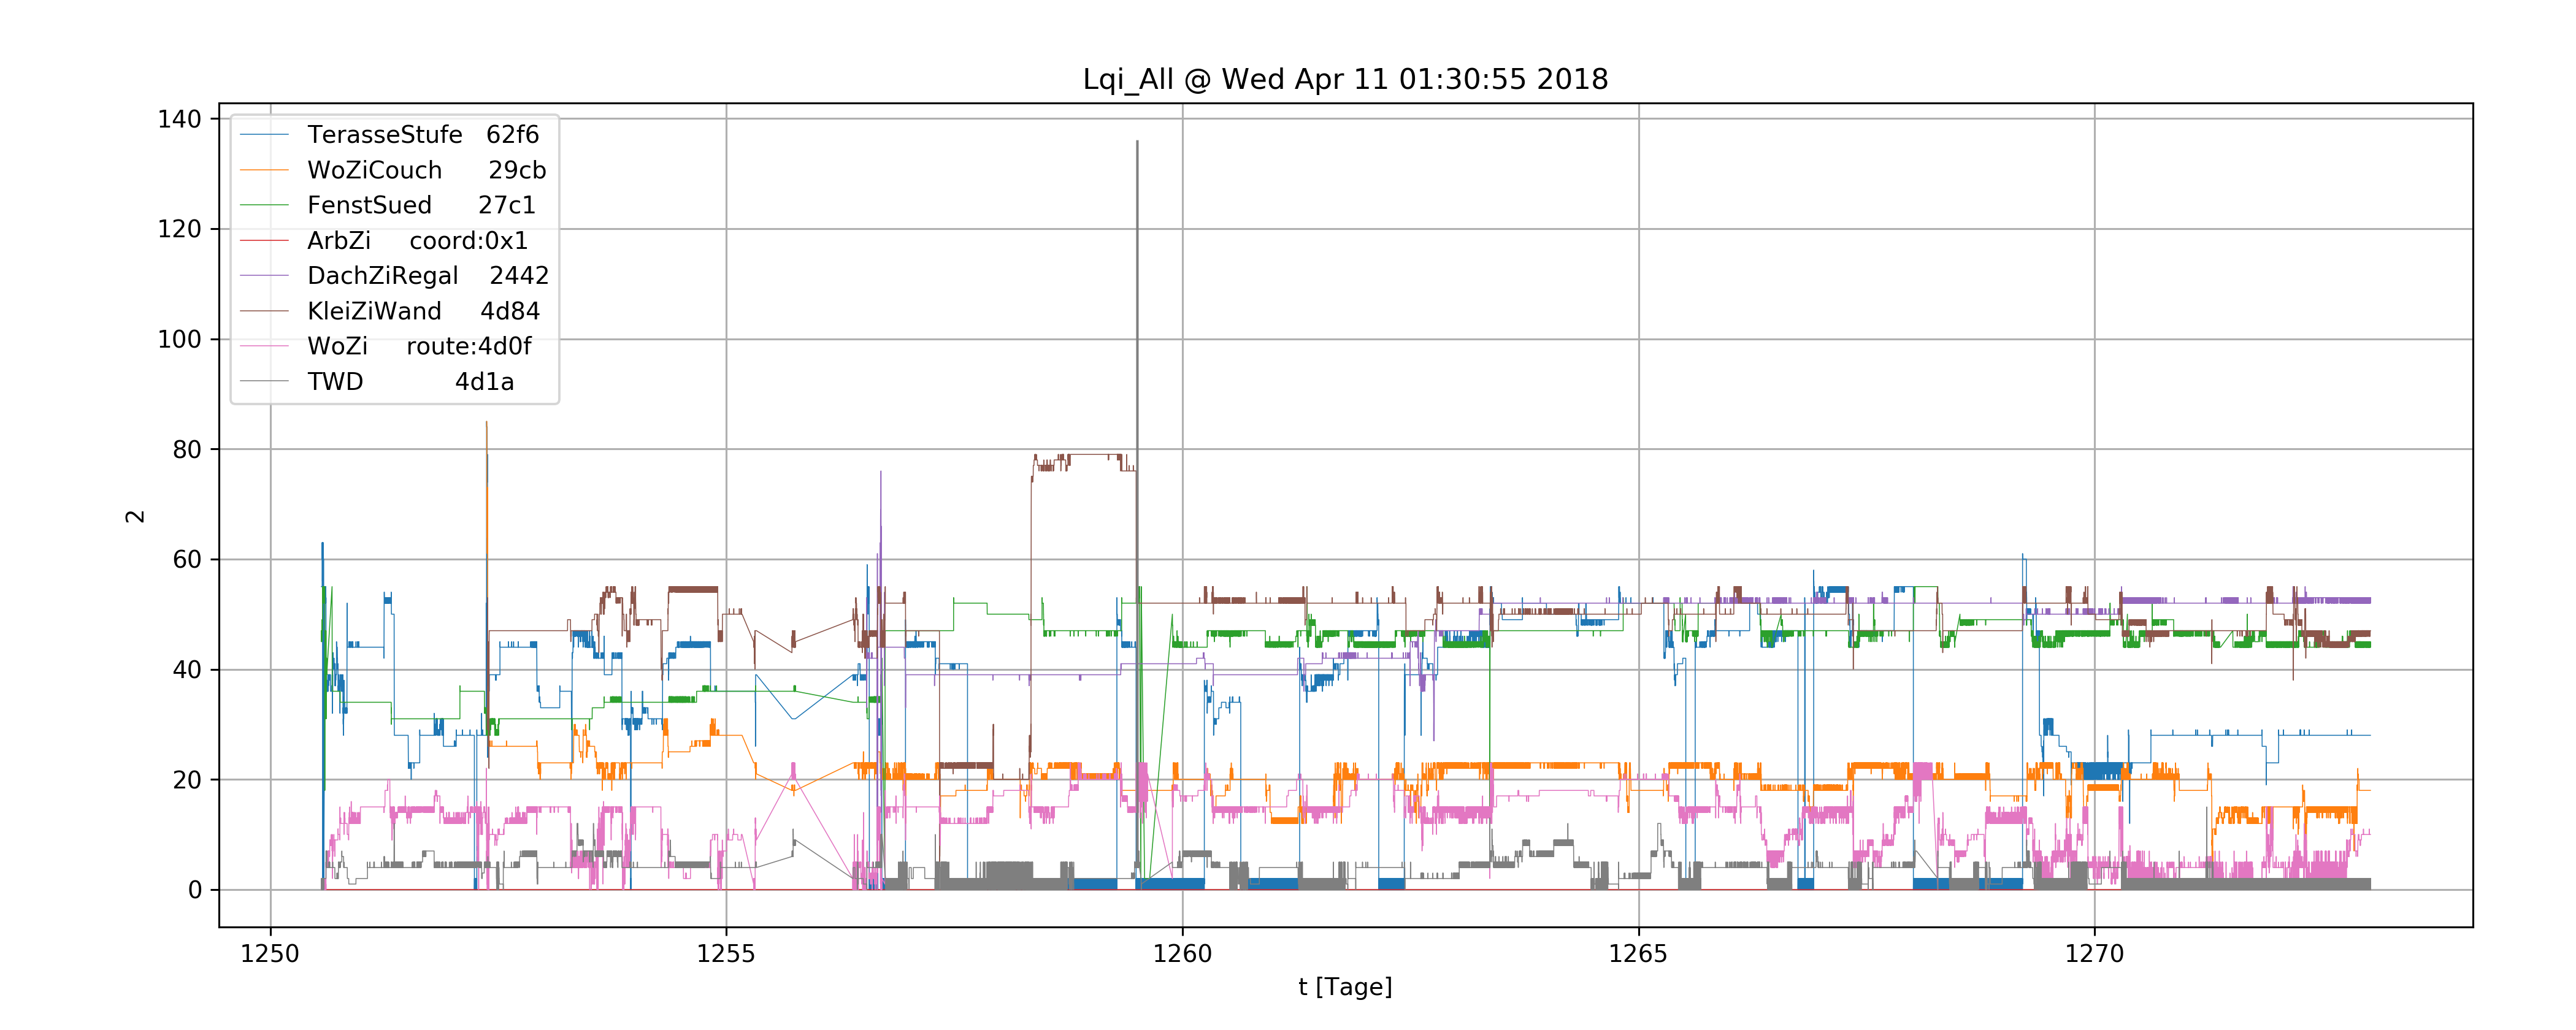 Lqi_All @ Wed Apr 11 01:30:55 2018
140
120
100
80
60
40
20
0
2
TerasseStufe 62f6
WoZiCouch 29cb
FenstSued 27c1
ArbZi coord:0x1
DachZiRegal 2442
KleiZiWand 4d84
WoZi route:4d0f
TWD 4d1a
1250 1255 1260 1265 1270
t [Tage]